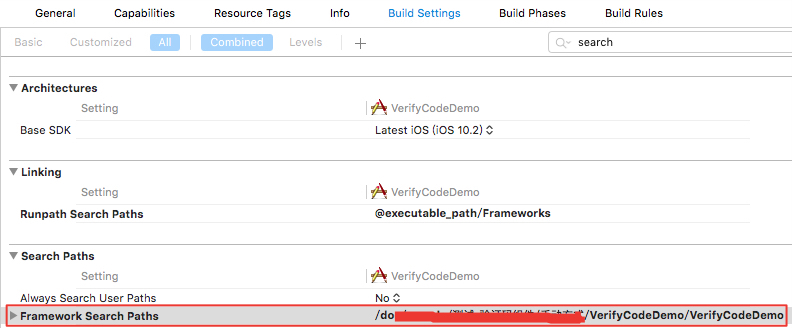 General Capabilities Resource Tags Info Build Settings Build Phases Build Rules
Basic Customized All Combined Levels + search
Architectures
Setting VerifyCodeDemo
Base SDK Latest iOS (iOS 10.2)
Linking
Setting VerifyCodeDemo
Runpath Search Paths @executable_path/Frameworks
Search Paths
Setting VerifyCodeDemo
Always Search User Paths No
Framework Search Paths /do /VerifyCodeDemo/VerifyCodeDemo